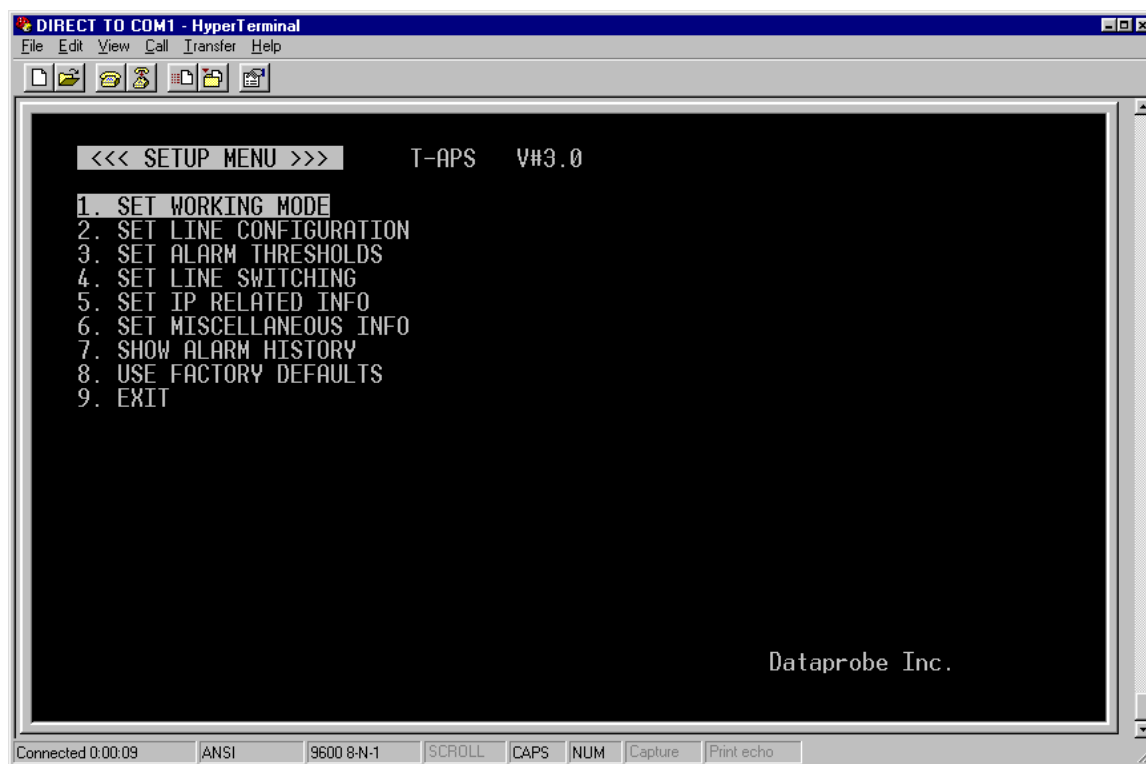 DIRECT TO COM1 - HyperTerminal
File Edit View Call Transfer Help
<<< SETUP MENU >>> T-APS V#3.0
1. SET WORKING MODE
2. SET LINE CONFIGURATION
3. SET ALARM THRESHOLDS
4. SET LINE SWITCHING
5. SET IP RELATED INFO
6. SET MISCELLANEOUS INFO
7. SHOW ALARM HISTORY
8. USE FACTORY DEFAULTS
9. EXIT
Dataprobe Inc.
Connected 0:00:09 ANSI 9600 8-N-1 SCROLL CAPS NUM Capture Print echo